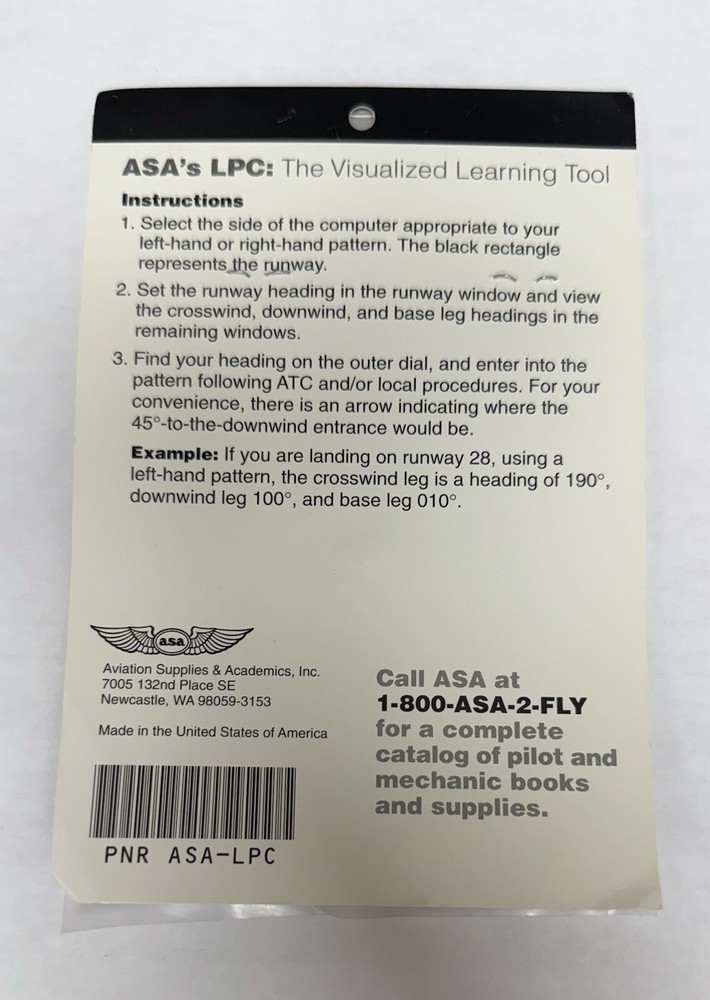 ASA's LPC: The Visualized Learning Tool
Instructions
1. Select the side of the computer appropriate to your
left-hand or right-hand pattern. The black rectangle
represents the runway.
2. Set the runway heading in the runway window and view
the crosswind, downwind, and base leg headings in the
remaining windows.
3. Find your heading on the outer dial, and enter into the
pattern following ATC and/or local procedures. For your
convenience, there is an arrow indicating where the
45°-to-the-downwind entrance would be.
Example: If you are landing on runway 28, using a
left-hand pattern, the crosswind leg is a heading of 190°,
downwind leg 100°, and base leg 010°.
asa
Aviation Supplies & Academics, Inc.
7005 132nd Place SE
Newcastle, WA 98059-3153
Made in the United States of America
PNR ASA-LPC
Call ASA at
1-800-ASA-2-FLY
for a complete
catalog of pilot and
mechanic books
and supplies.